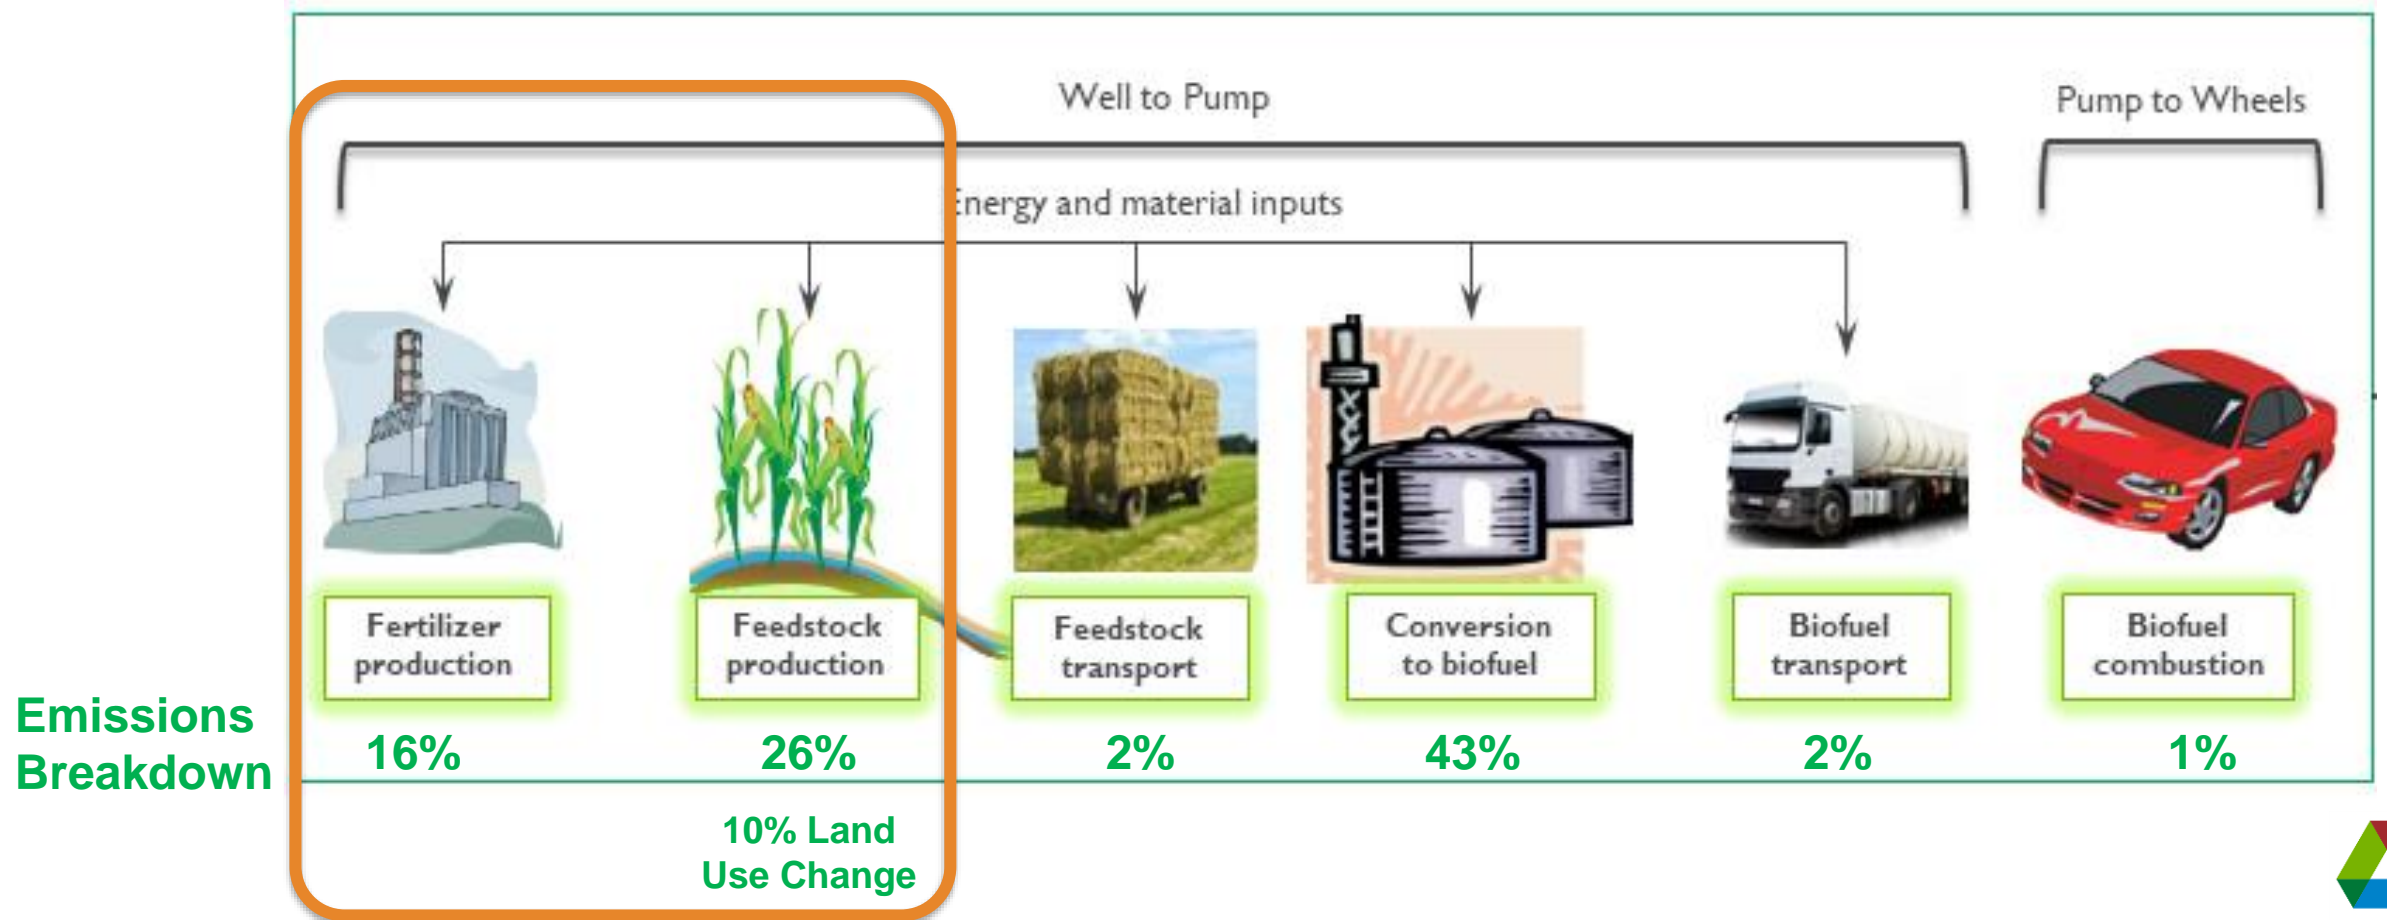 Well to Pump
Pump to Wheels
Energy and material inputs
Fertilizer
production
Feedstock
production
Feedstock
transport
Conversion
to biofuel
Biofuel
transport
Biofuel
combustion
Emissions
Breakdown
16%
26%
2%
43%
2%
1%
10% Land
Use Change